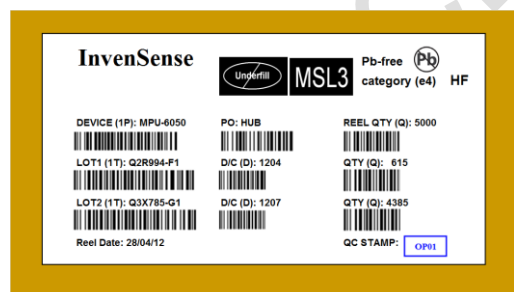 InvenSense
Underfill
MSL3
Pb-free
Pb
category (e4)
HF
DEVICE (1P): MPU-6050
PO: HUB
REEL QTY (Q): 5000
LOT1 (1T): Q2R994-F1
D/C (D): 1204
QTY (Q): 615
LOT2 (1T): Q3X785-G1
D/C (D): 1207
QTY (Q): 4385
Reel Date: 28/04/12
QC STAMP:
OP01